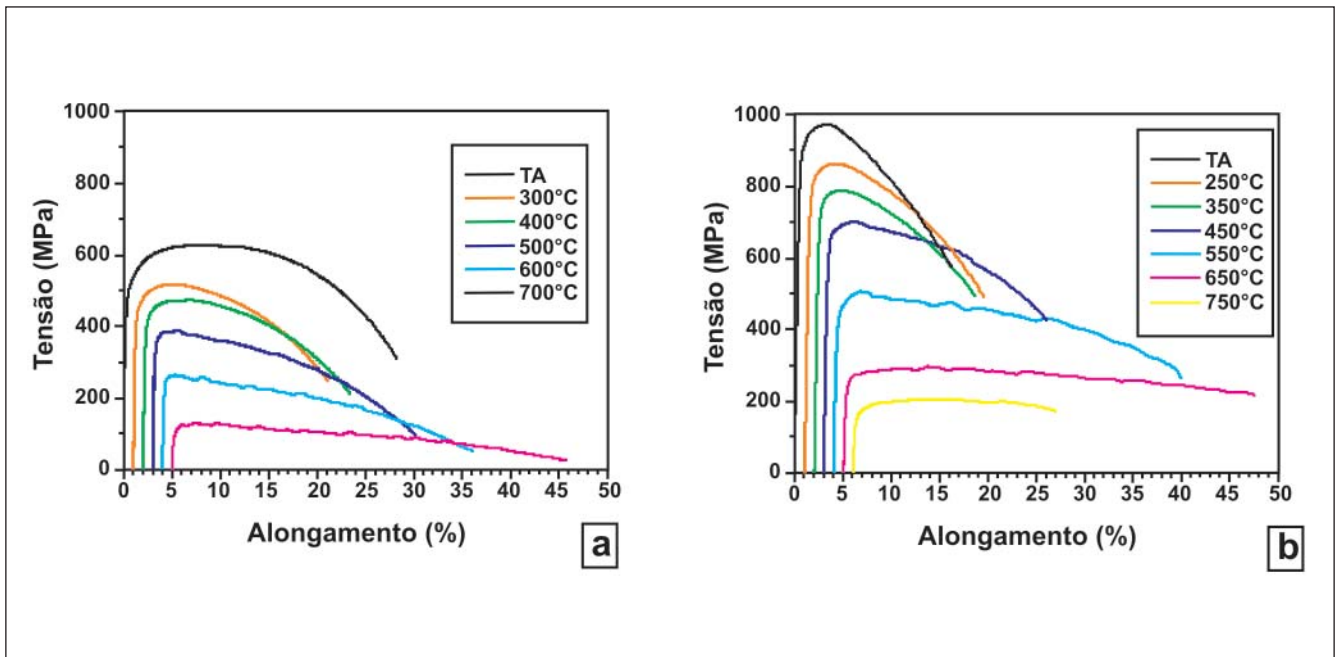 1000
800
600
400
200
0
Tensão (MPa)
TA
300°C
400°C
500°C
600°C
700°C
0 5 10 15 20 25 30 35 40 45 50
Alongamento (%)
a
1000
800
600
400
200
0
Tensão (MPa)
TA
250°C
350°C
450°C
550°C
650°C
750°C
0 5 10 15 20 25 30 35 40 45 50
Alongamento (%)
b